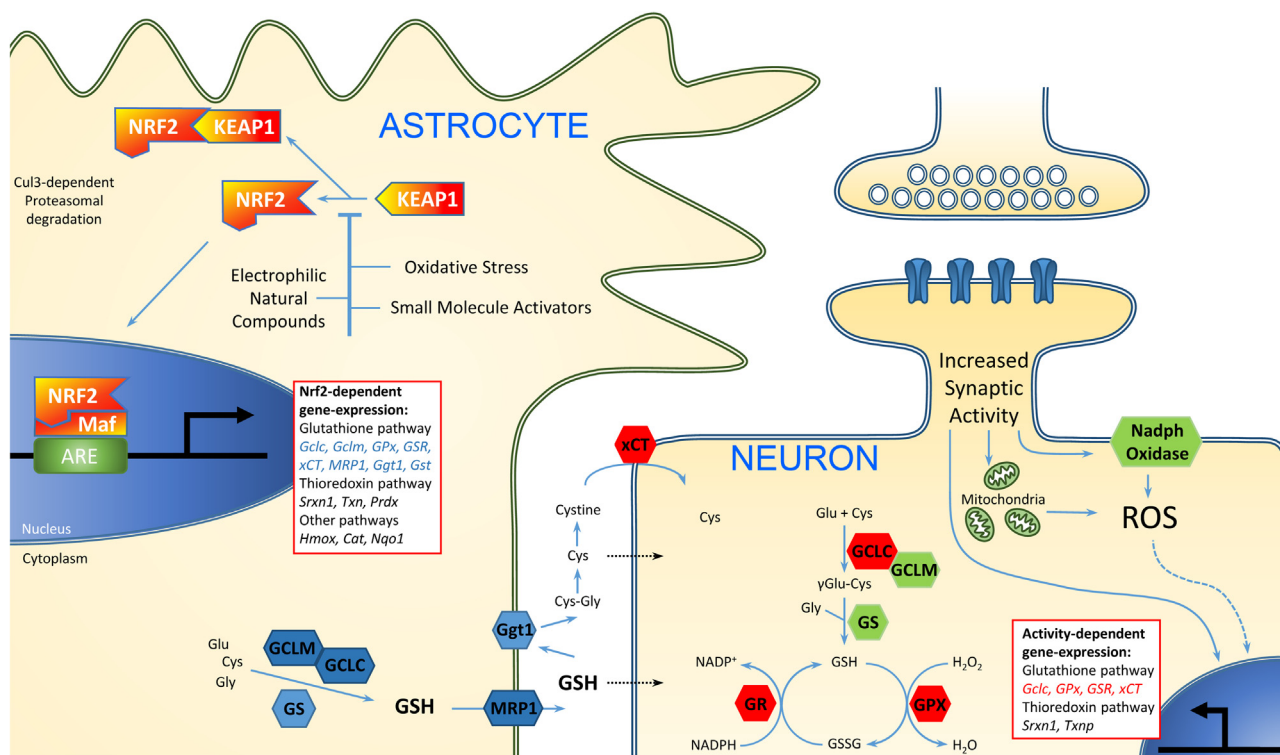 ASTROCYTE
NRF2
KEAP1
Cul3-dependent
Proteasomal
degradation
NRF2
KEAP1
Electrophilic
Natural
Compounds
Oxidative Stress
Small Molecule Activators
NRF2
Maf
ARE
Nucleus
Cytoplasm
Nrf2-dependent
gene-expression:
Glutathione pathway
Gclc, Gclm, GPx, GSR,
xCT, MRP1, Ggt1, Gst
Thioredoxin pathway
Srxn1, Txn, Prdx
Other pathways
Hmox, Cat, Nqo1
Glu
Cys
Gly
GCLM
GCLC
GS
GSH
MRP1
GSH
Ggt1
Cys-Gly
Cys
Cystine
xCT
NEURON
Cys
Glu + Cys
GCLC
GCLM
γGlu-Cys
Gly
GS
NADP⁺
GSH
H₂O₂
GR
GPX
NADPH
GSSG
H₂O
Increased
Synaptic
Activity
Nadph
Oxidase
Mitochondria
ROS
Activity-dependent
gene-expression:
Glutathione pathway
Gclc, GPx, GSR, xCT
Thioredoxin pathway
Srxn1, Txnp